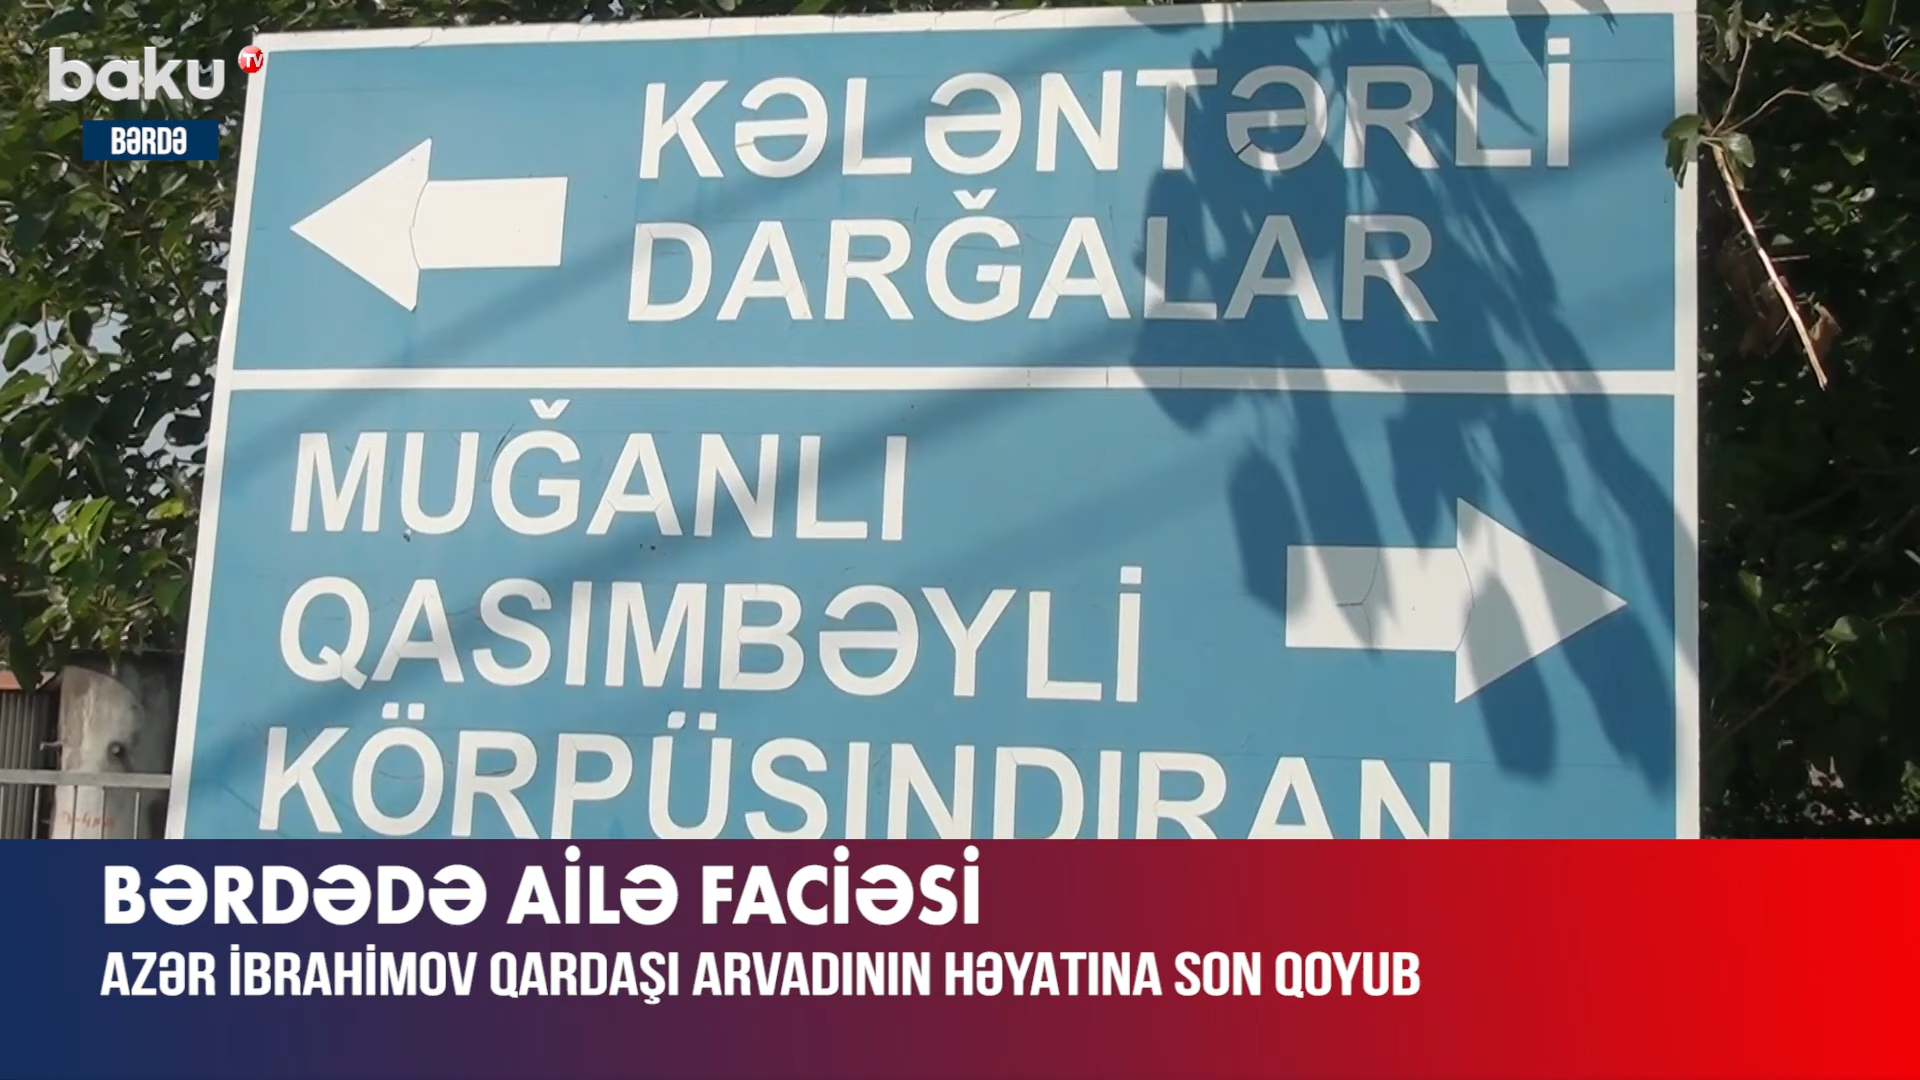 baku TV
BƏRDƏ
KƏLƏNTƏRLİ
DARĞALAR
MUĞANLI
QASIMBƏYLİ
KÖRPÜSINDIRAN
BƏRDƏDƏ AİLƏ FACİƏSİ
AZƏR İBRAHİMOV QARDAŞI ARVADININ HƏYATINA SON QOYUB